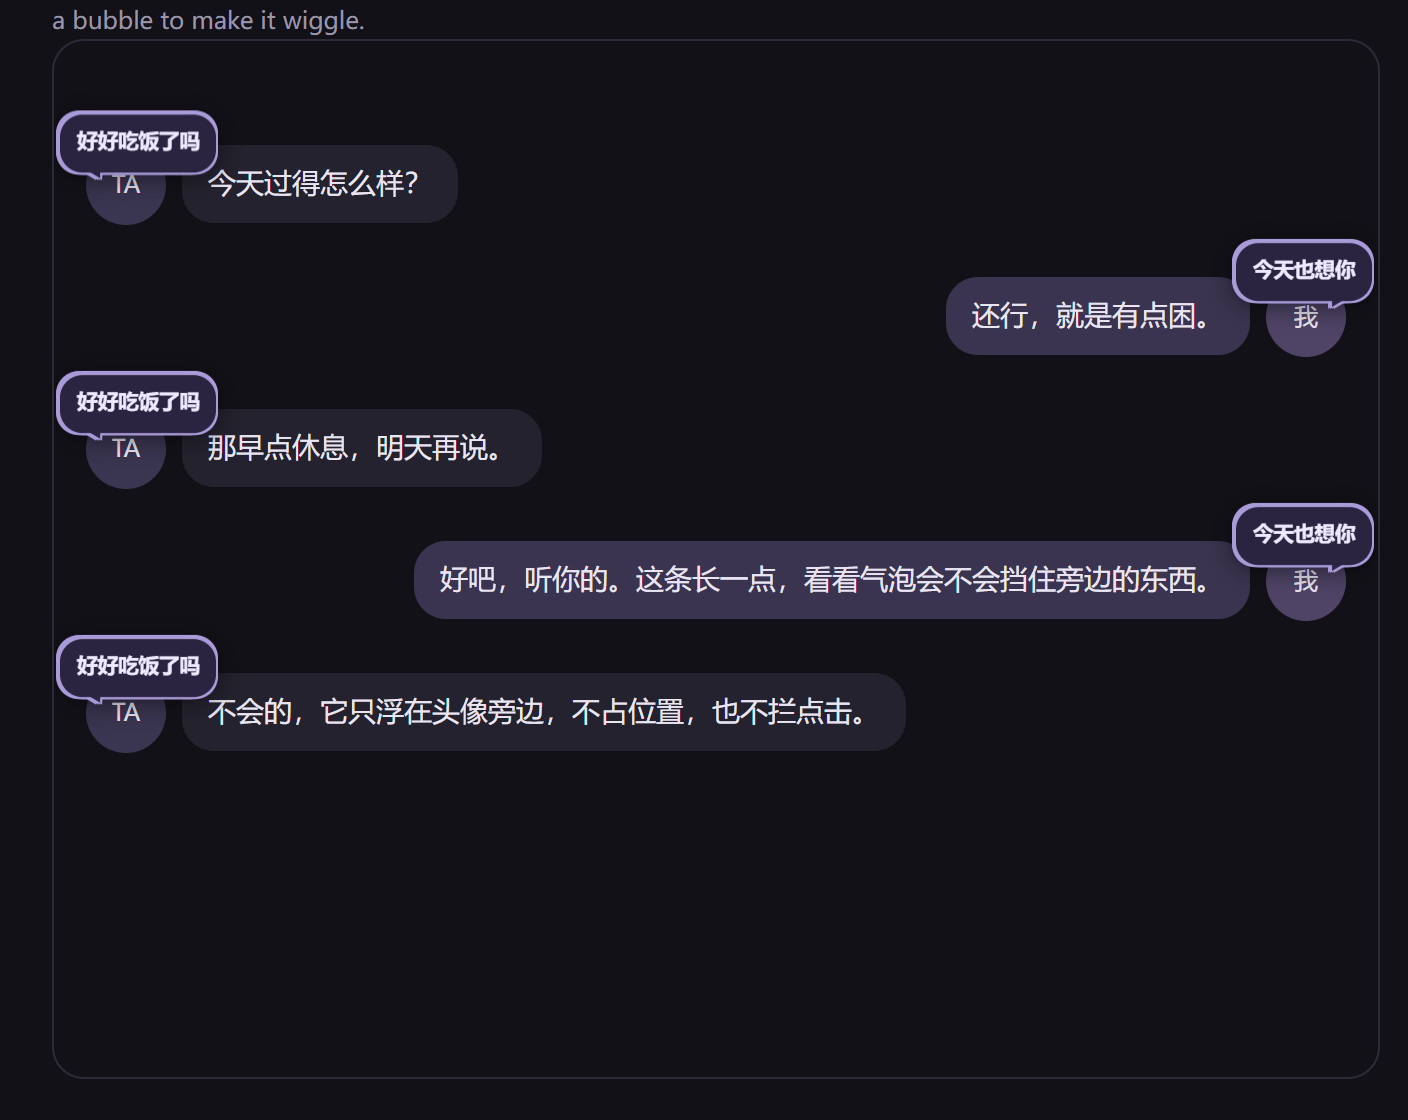 a bubble to make it wiggle.
好好吃饭了吗
TA
今天过得怎么样？
今天也想你
还行，就是有点困。
我
好好吃饭了吗
TA
那早点休息，明天再说。
今天也想你
好吧，听你的。这条长一点，看看气泡会不会挡住旁边的东西。
我
好好吃饭了吗
TA
不会的，它只浮在头像旁边，不占位置，也不拦点击。